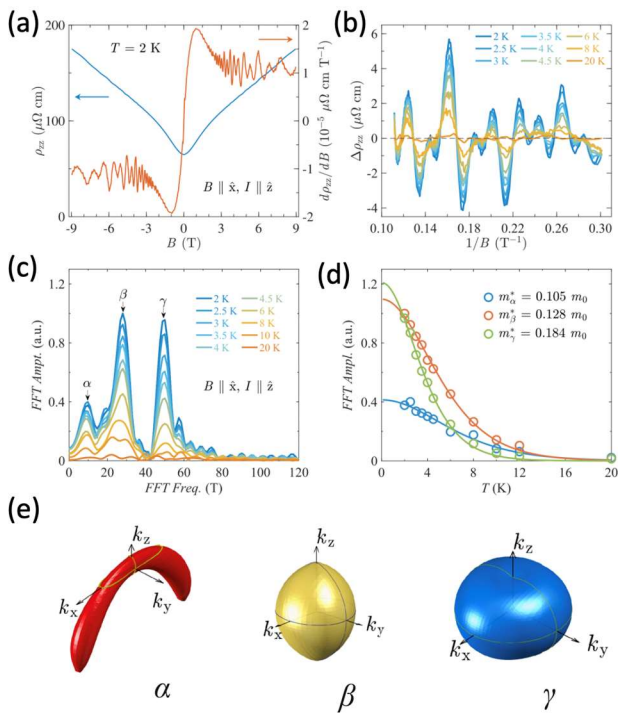 (a)
T = 2 K
B ∥ x̂, I ∥ ẑ
ρzz (μΩ cm)
200
100
0
-9 -6 -3 0 3 6 9
B (T)
2
1
0
-1
2
dρzz/dB (10⁻⁵ μΩ cm T⁻¹)
(b)
2 K 3.5 K 6 K
2.5 K 4 K 8 K
3 K 4.5 K 20 K
Δρzz (μΩ cm)
6
4
2
0
-2
-4
0.10 0.14 0.18 0.22 0.26 0.30
1/B (T⁻¹)
(c)
α
β
γ
2 K 4.5 K
2.5 K 6 K
3 K 8 K
3.5 K 10 K
4 K 20 K
B ∥ x̂, I ∥ ẑ
FFT Ampl. (a.u.)
1.2
0.8
0.4
0
0 20 40 60 80 100 120
FFT Freq. (T)
(d)
m*α = 0.105 m₀
m*β = 0.128 m₀
m*γ = 0.184 m₀
FFT Ampl. (a.u.)
1.2
0.8
0.4
0
0 4 8 12 16 20
T (K)
(e)
kz
kx
ky
α
kz
kx
ky
β
kz
kx
ky
γ